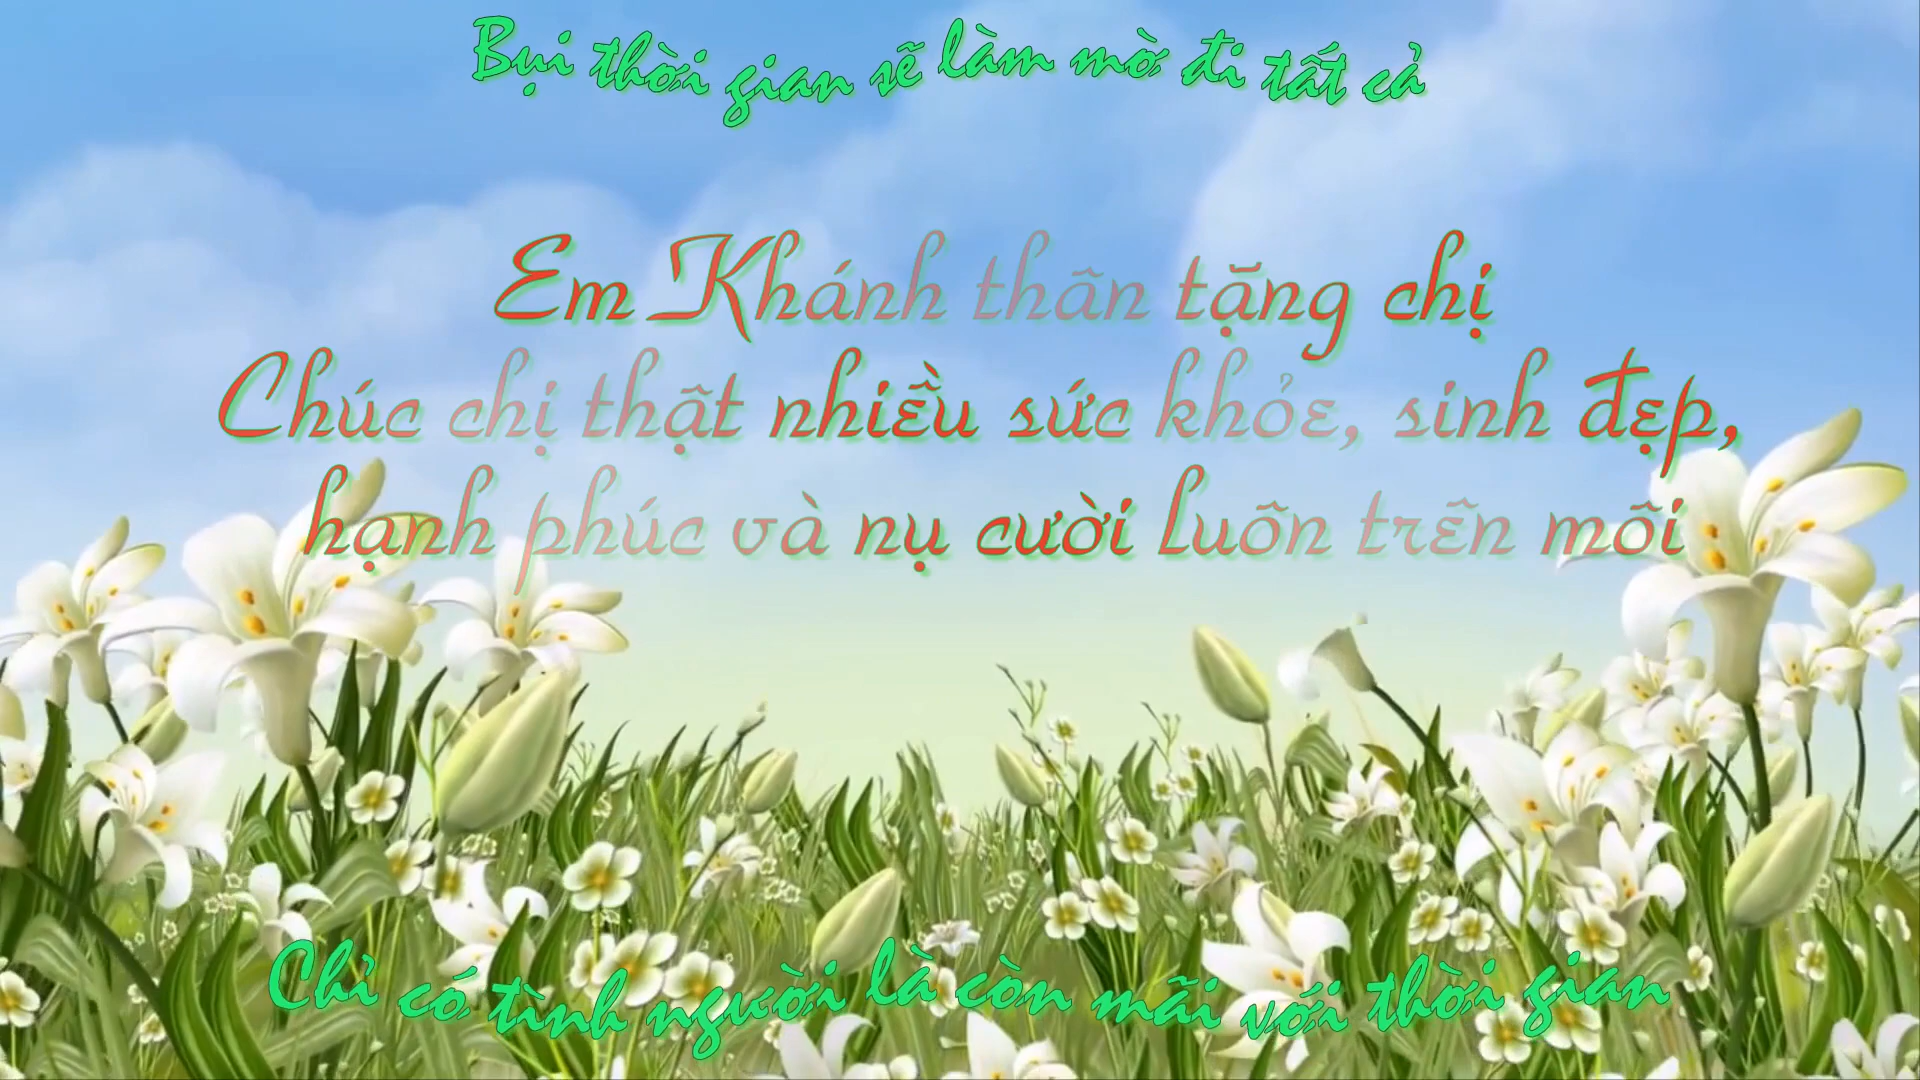 Bụi thời gian sẽ làm mờ đi tất cả
Em Khánh thân tặng chị
Chúc chị thật nhiều sức khỏe, sinh đẹp,
hạnh phúc và nụ cười luôn trên môi
Chỉ có tình người là còn mãi với thời gian